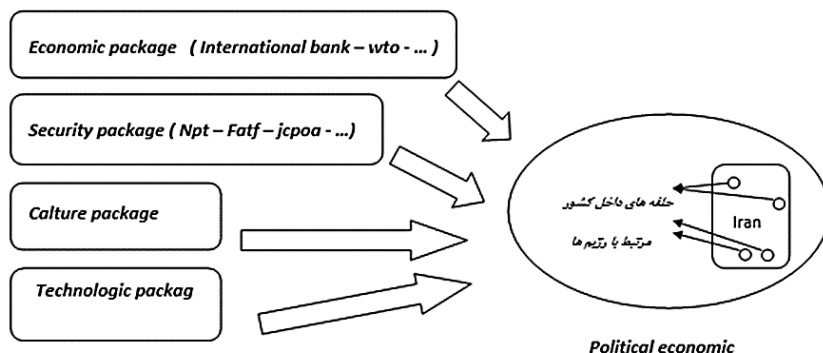 Economic package ( International bank – wto - ... )
Security package ( Npt – Fatf – jcpoa - ...)
Calture package
Technologic packag
حلقه های داخل کشور
مرتبط با رژیم ها
Iran
Political economic